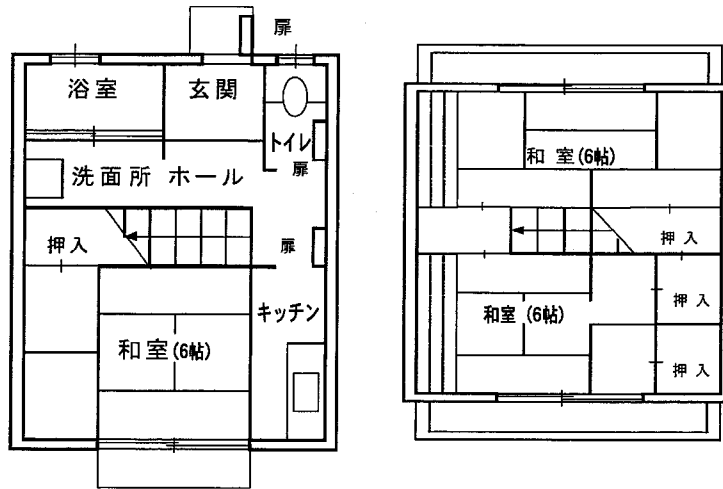 扉
浴室
玄関
トイレ
扉
洗面所 ホール
押入
扉
キッチン
和室(6帖)
和 室(6帖)
押入
和室 (6帖)
押入
押入